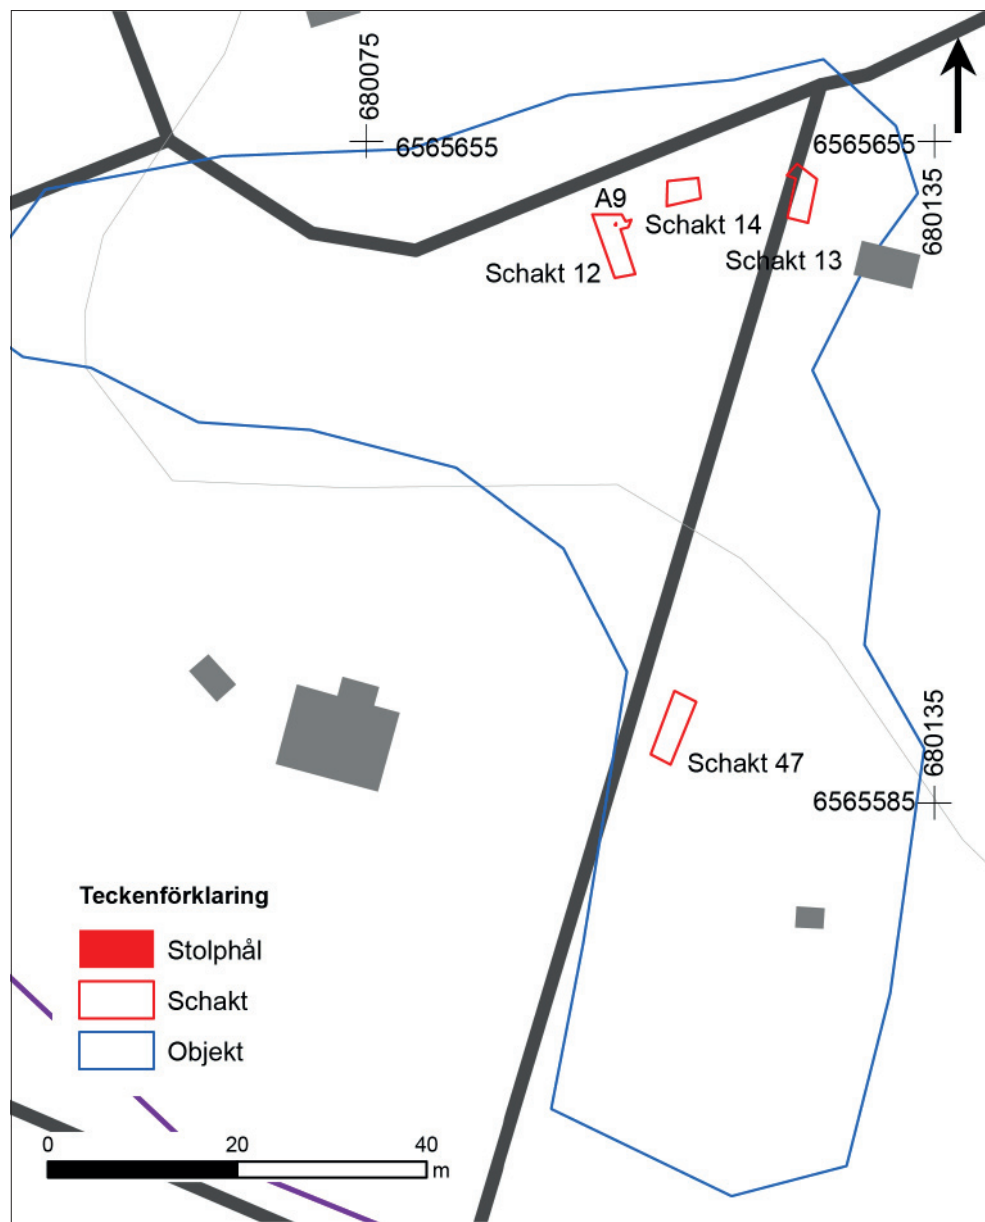 680075
6565655
6565655
680135
A9
Schakt 14
Schakt 12
Schakt 13
680135
Schakt 47
6565585
Teckenförklaring
Stolphål
Schakt
Objekt
0 20 40
m